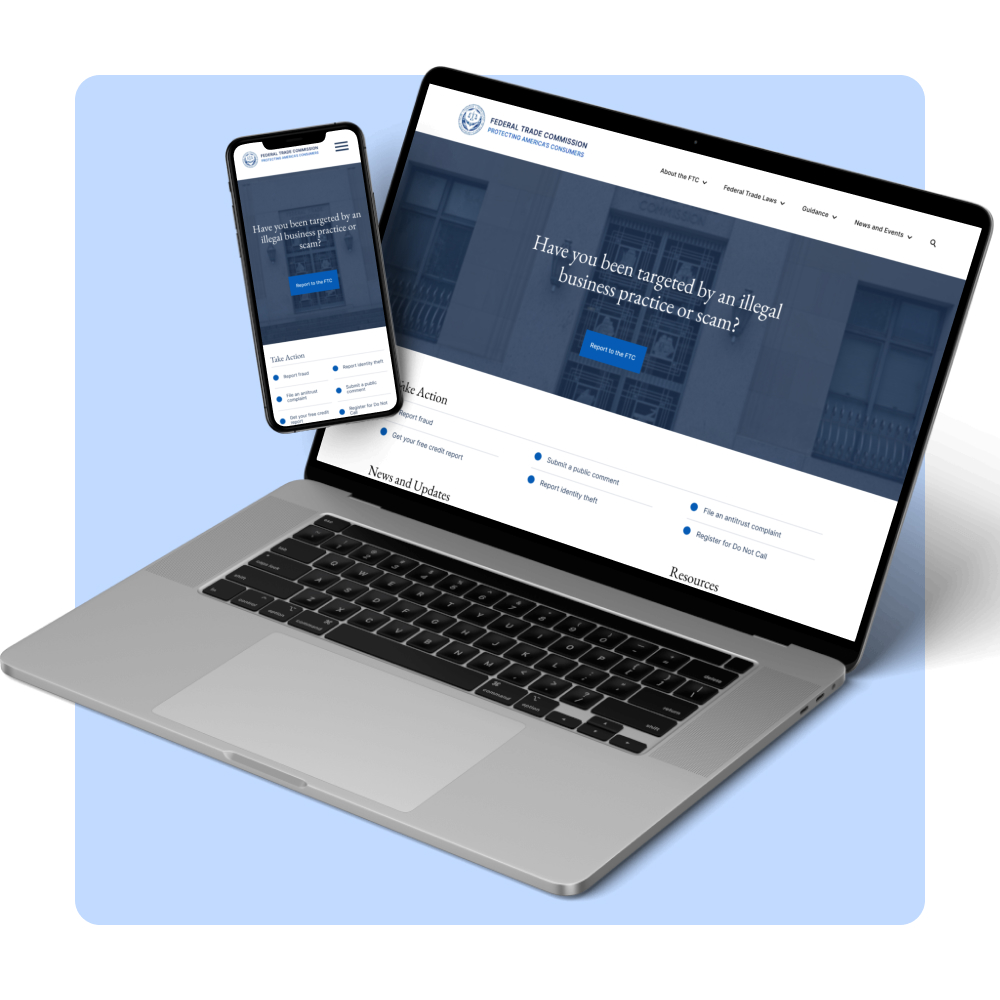 FEDERAL TRADE COMMISSION
PROTECTING AMERICA'S CONSUMERS
Have you been targeted by an
illegal business practice or
scam?
Report to the FTC
Take Action
Report fraud
Report identity theft
File an antitrust
complaint
Submit a public
comment
Get your free credit
report
Register for Do Not
Call
FEDERAL TRADE COMMISSION
PROTECTING AMERICA'S CONSUMERS
About the FTC
Federal Trade Laws
Guidance
News and Events
Have you been targeted by an illegal
business practice or scam?
Report to the FTC
ake Action
Report fraud
Submit a public comment
File an antitrust complaint
Get your free credit report
Report identity theft
Register for Do Not Call
News and Updates
Resources